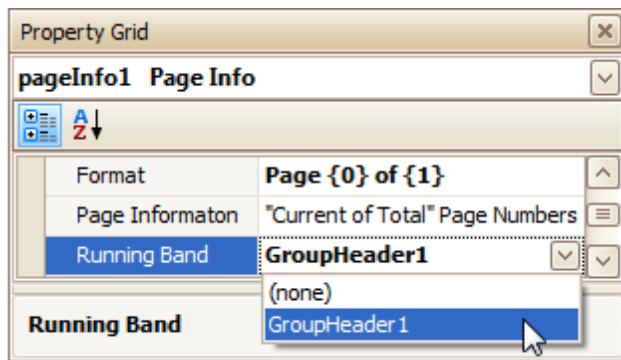 Property Grid
pageInfo1 Page Info
A
Z
Format Page {0} of {1}
Page Informaton "Current of Total" Page Numbers
Running Band GroupHeader1
(none)
Running Band GroupHeader1